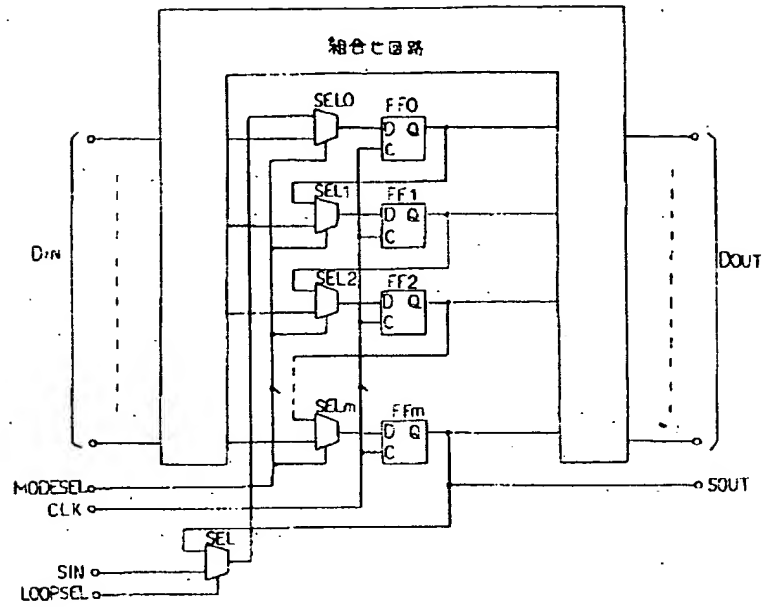 組合せ回路
SEL0
FF0
D Q
C
SEL1
FF1
D Q
C
DIN
DOUT
SEL2
FF2
D Q
C
SELm
FFm
D Q
C
MODESEL
SOUT
CLK
SEL
SIN
LOOPSEL